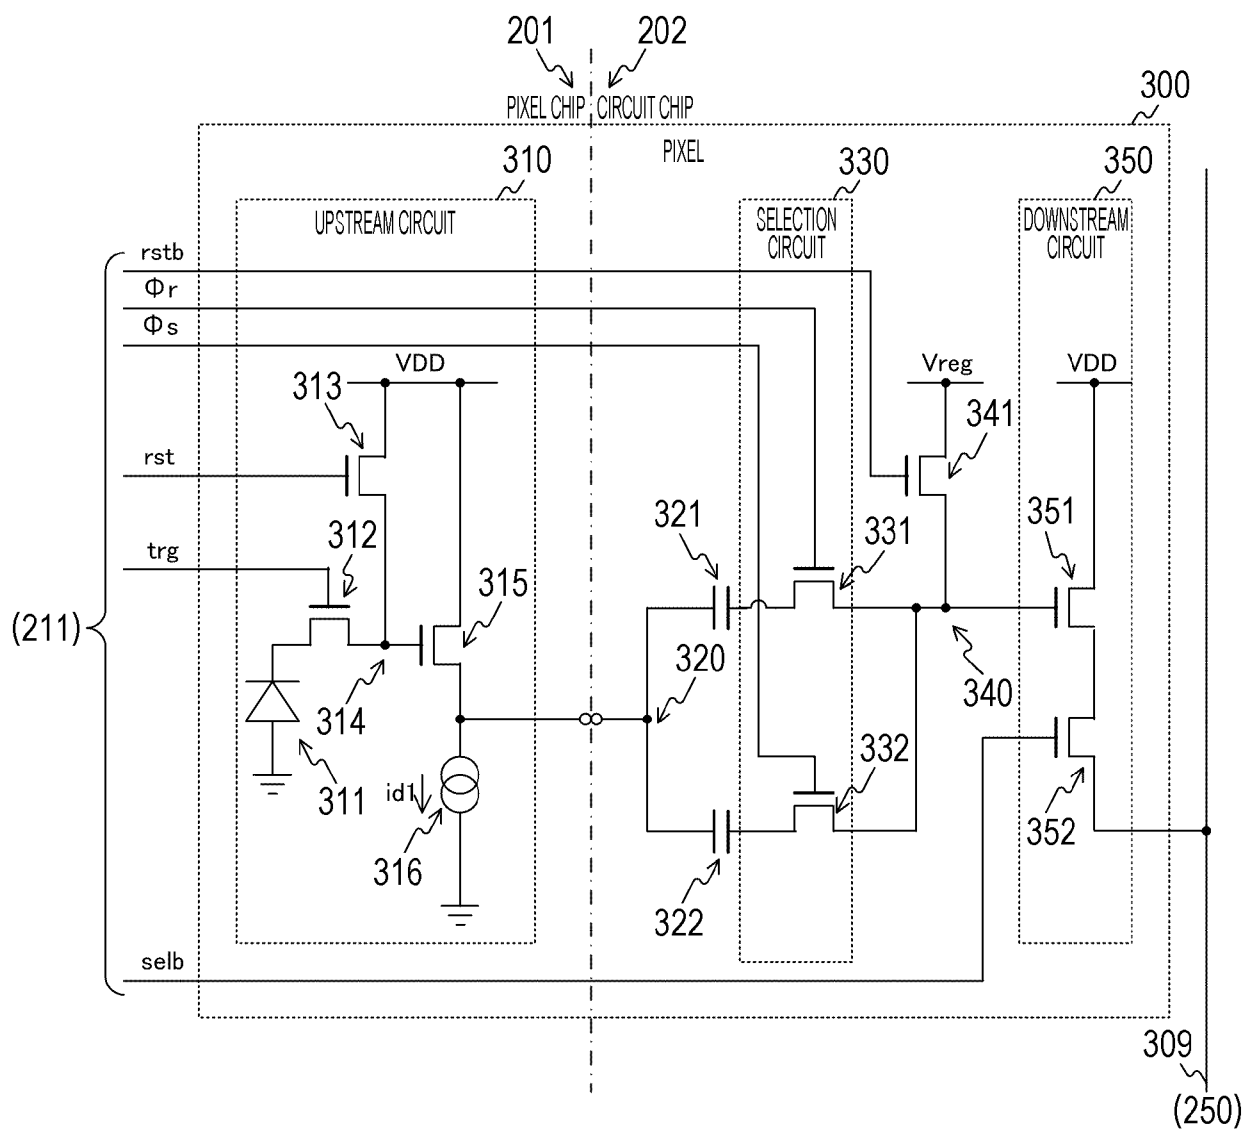 201
202
PIXEL CHIP
CIRCUIT CHIP
300
PIXEL
310
330
350
UPSTREAM CIRCUIT
SELECTION
CIRCUIT
DOWNSTREAM
CIRCUIT
rstb
Φr
Φs
VDD
Vreg
VDD
313
341
rst
321
331
351
312
trg
315
(211)
320
340
314
332
311
id1
352
316
322
selb
309
(250)